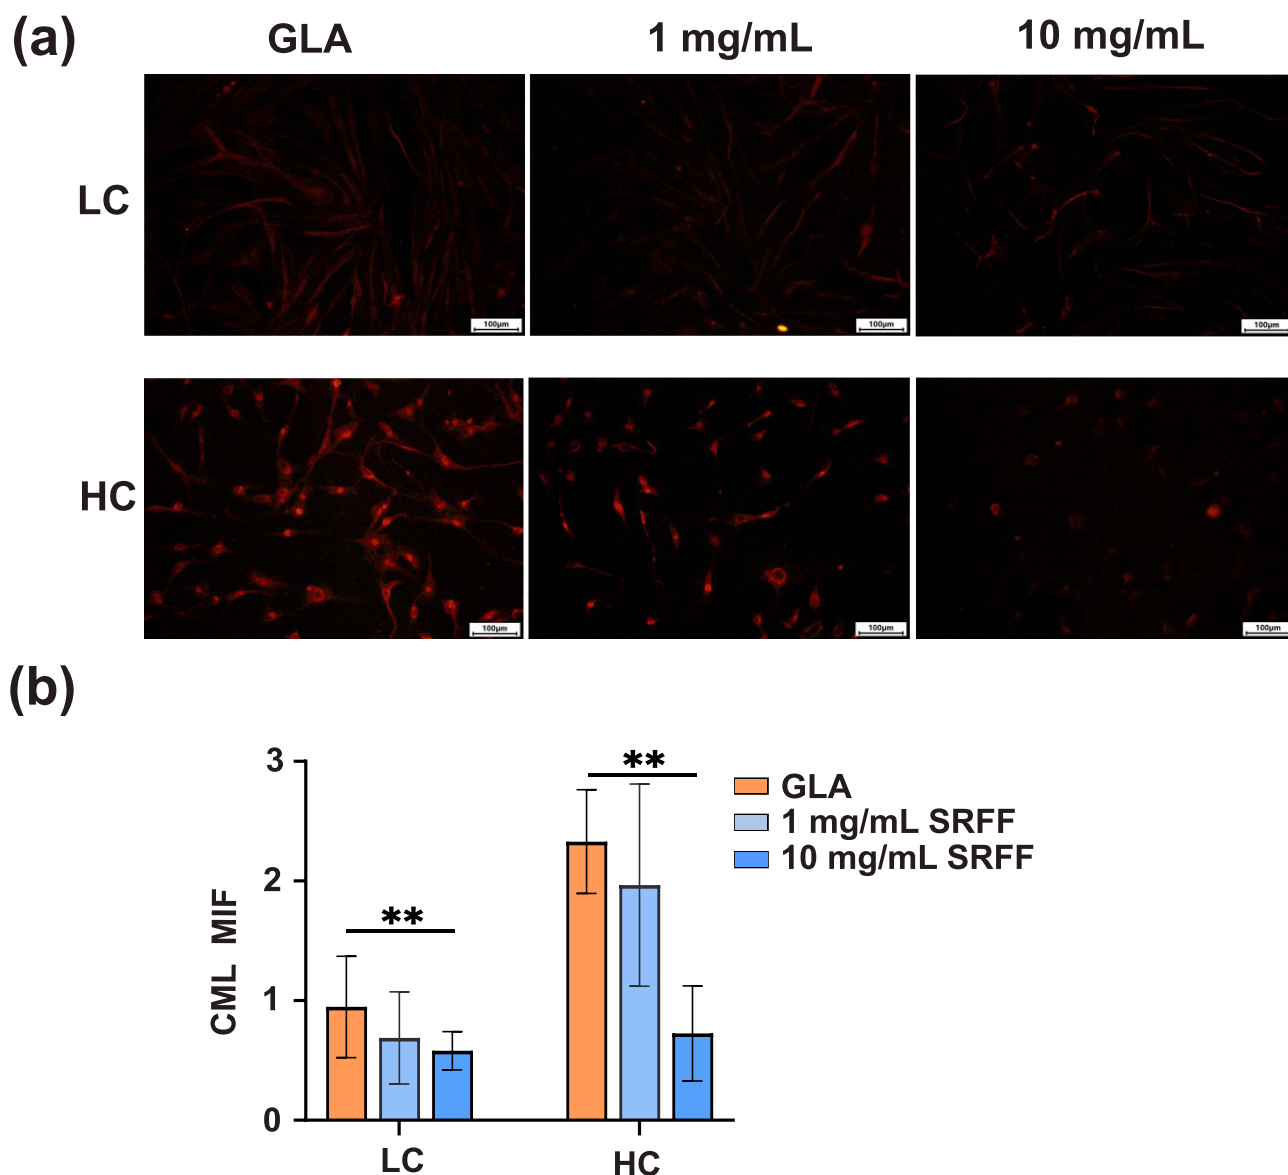 (a)
GLA
1 mg/mL
10 mg/mL
LC
100μm
100μm
100μm
HC
100μm
100μm
100μm
(b)
3
2
1
0
CML MIF
**
**
LC
HC
GLA
1 mg/mL SRFF
10 mg/mL SRFF